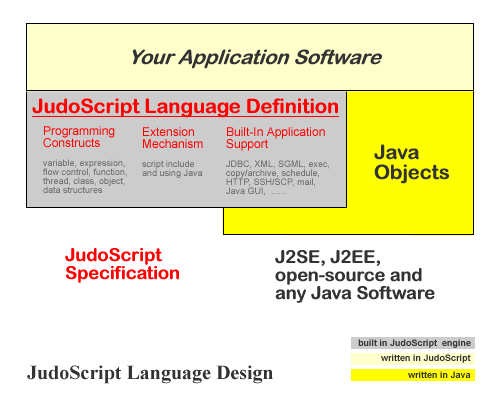 Your Application Software
JudoScript Language Definition
Programming
Constructs
variable, expression,
flow control, function,
thread, class, object,
data structures
Extension
Mechanism
script include
and using Java
Built-In Application
Support
JDBC, XML, SGML, exec,
copy/archive, schedule,
HTTP, SSH/SCP, mail,
Java GUI, ......
Java
Objects
JudoScript
Specification
J2SE, J2EE,
open-source and
any Java Software
built in JudoScript engine
written in JudoScript
written in Java
JudoScript Language Design